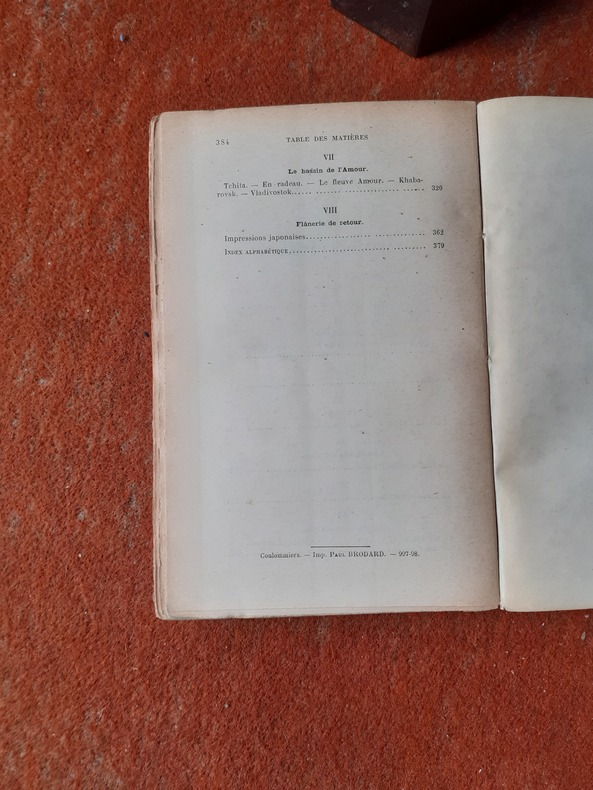 384 TABLE DES MATIÈRES
VII
Le bassin de l'Amour.
Tchita. — En radeau. — Le fleuve Amour. — Khaba-
rovsk. — Vladivostok. 320
VIII
Flânerie de retour.
Impressions japonaises. 362
INDEX ALPHABÉTIQUE. 379
Coulommiers. — Imp. PAUL BRODARD. — 997-98.